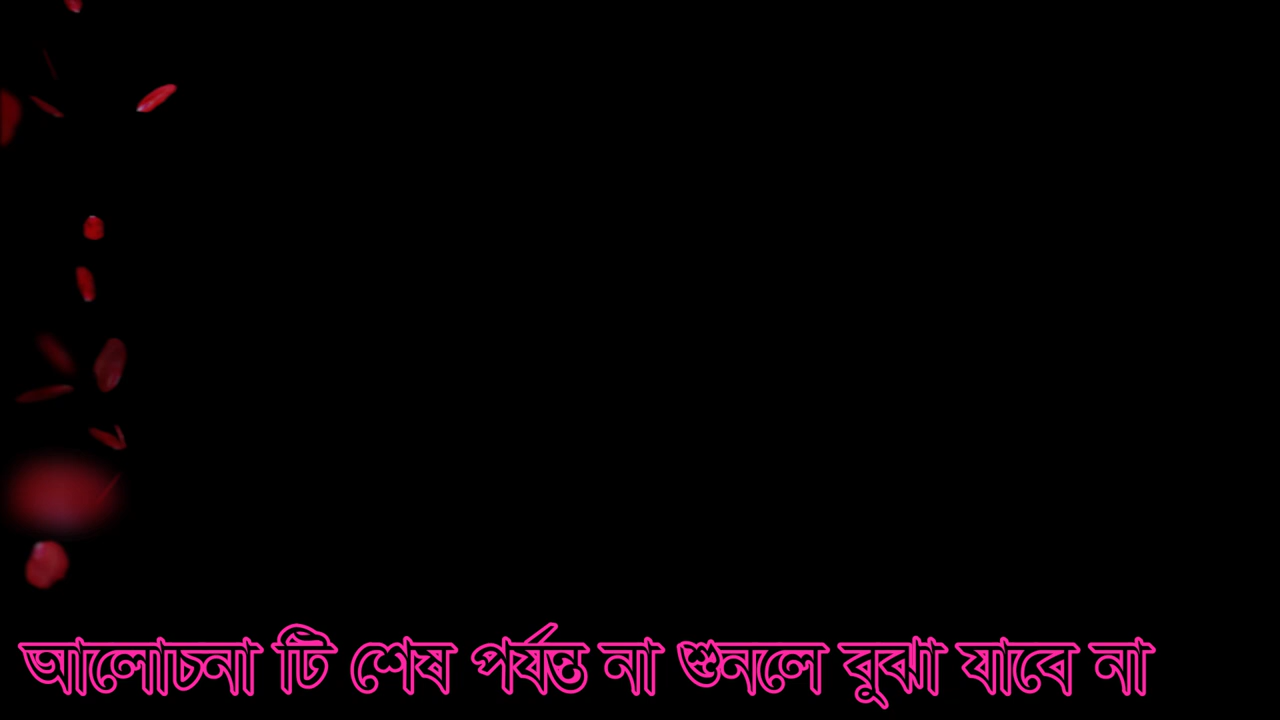 আলোচনা টি শেষ পর্যন্ত না শুনলে বুঝা যাবে না